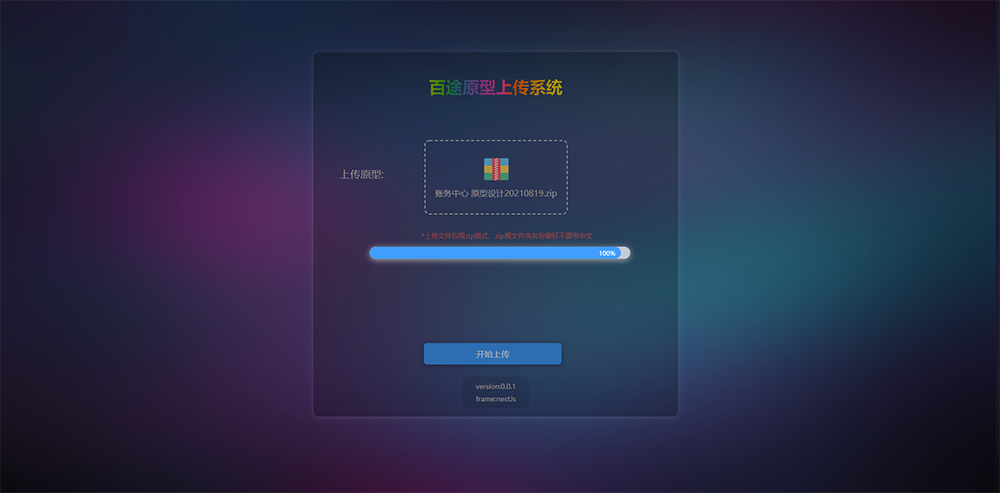 百途原型上传系统
上传原型:
账务中心 原型设计20210819.zip
*上传文件仅限zip格式、zip根文件夹名称最好不要带中文
100%
开始上传
version:0.0.1
frame:nestJs